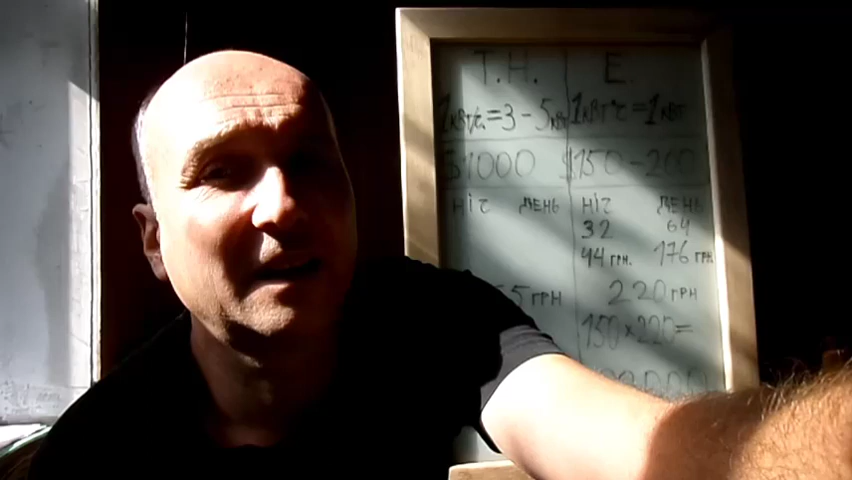 Т.Н. Е.
1кВт/г. = 3 - 5кВт 1кВт*г = 1кВт
$1000 $150 - 200
НІЧ ДЕНЬ НІЧ ДЕНЬ
32 64
44 ГРН. 176 ГРН
ГРН 220 ГРН
150 × 220 =